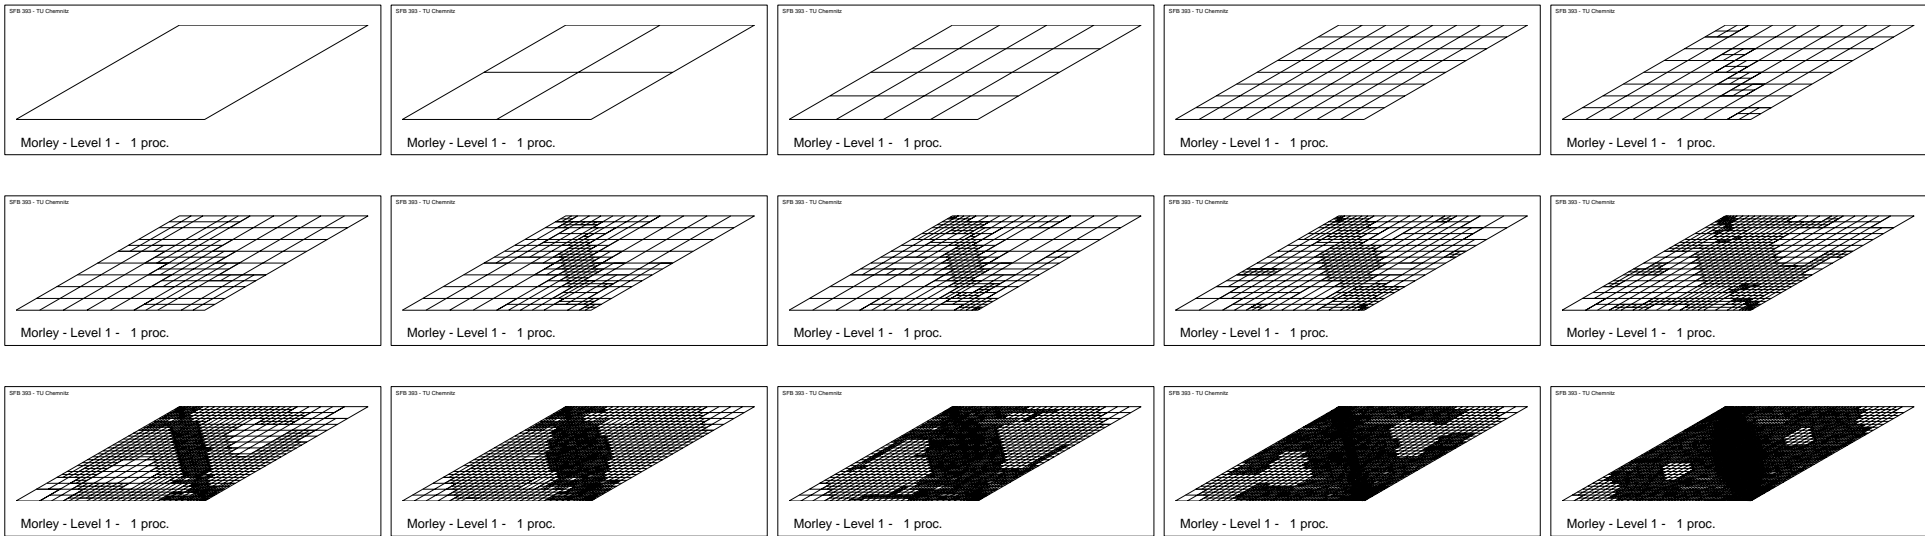 SFB 393 - TU Chemnitz
SFB 393 - TU Chemnitz
SFB 393 - TU Chemnitz
SFB 393 - TU Chemnitz
SFB 393 - TU Chemnitz
Morley - Level 1 - 1 proc.
Morley - Level 1 - 1 proc.
Morley - Level 1 - 1 proc.
Morley - Level 1 - 1 proc.
Morley - Level 1 - 1 proc.
SFB 393 - TU Chemnitz
SFB 393 - TU Chemnitz
SFB 393 - TU Chemnitz
SFB 393 - TU Chemnitz
SFB 393 - TU Chemnitz
Morley - Level 1 - 1 proc.
Morley - Level 1 - 1 proc.
Morley - Level 1 - 1 proc.
Morley - Level 1 - 1 proc.
Morley - Level 1 - 1 proc.
SFB 393 - TU Chemnitz
SFB 393 - TU Chemnitz
SFB 393 - TU Chemnitz
SFB 393 - TU Chemnitz
SFB 393 - TU Chemnitz
Morley - Level 1 - 1 proc.
Morley - Level 1 - 1 proc.
Morley - Level 1 - 1 proc.
Morley - Level 1 - 1 proc.
Morley - Level 1 - 1 proc.